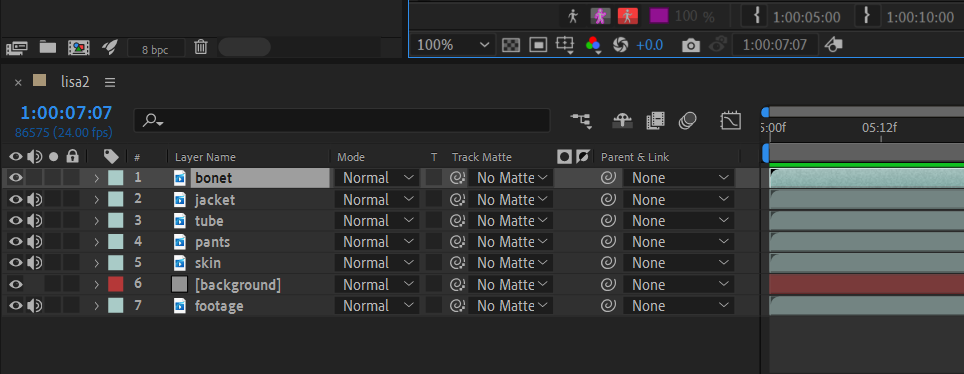 100 %
1:00:05:00
1:00:10:00
8 bpc
100%
+0.0
1:00:07:07
× lisa2
1:00:07:07
86575 (24.00 fps)
5:00f
05:12f
# Layer Name Mode T Track Matte Parent & Link
1 bonet Normal No Matte None
2 jacket Normal No Matte None
3 tube Normal No Matte None
4 pants Normal No Matte None
5 skin Normal No Matte None
6 [background] Normal No Matte None
7 footage Normal No Matte None